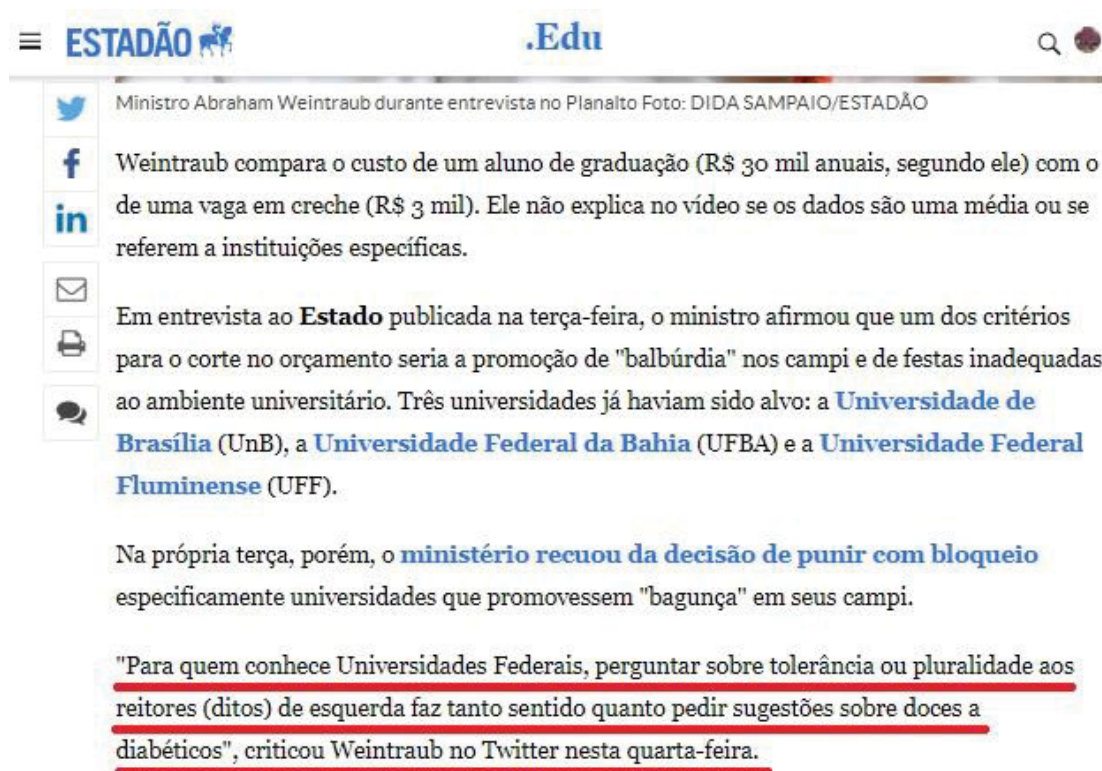 ESTADÃO
.Edu
Ministro Abraham Weintraub durante entrevista no Planalto Foto: DIDA SAMPAIO/ESTADÃO
Weintraub compara o custo de um aluno de graduação (R$ 30 mil anuais, segundo ele) com o
de uma vaga em creche (R$ 3 mil). Ele não explica no vídeo se os dados são uma média ou se
referem a instituições específicas.
Em entrevista ao Estado publicada na terça-feira, o ministro afirmou que um dos critérios
para o corte no orçamento seria a promoção de "balbúrdia" nos campi e de festas inadequadas
ao ambiente universitário. Três universidades já haviam sido alvo: a Universidade de
Brasília (UnB), a Universidade Federal da Bahia (UFBA) e a Universidade Federal
Fluminense (UFF).
Na própria terça, porém, o ministério recuou da decisão de punir com bloqueio
especificamente universidades que promovessem "bagunça" em seus campi.
"Para quem conhece Universidades Federais, perguntar sobre tolerância ou pluralidade aos
reitores (ditos) de esquerda faz tanto sentido quanto pedir sugestões sobre doces a
diabéticos", criticou Weintraub no Twitter nesta quarta-feira.